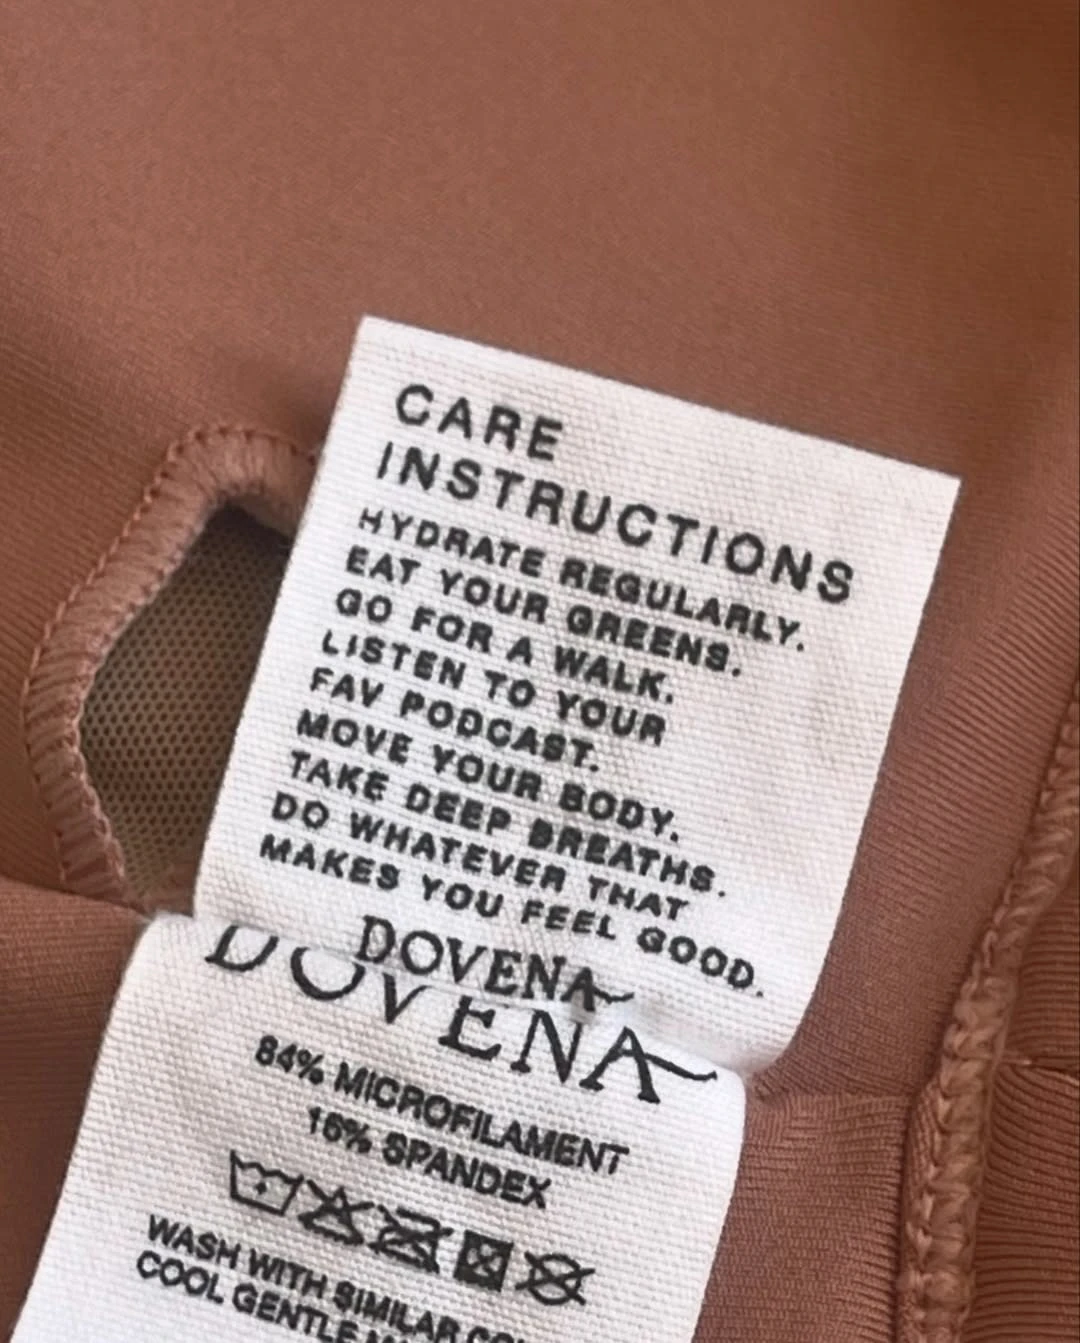 CARE
INSTRUCTIONS
HYDRATE REGULARLY.
EAT YOUR GREENS.
GO FOR A WALK.
LISTEN TO YOUR
FAV PODCAST.
MOVE YOUR BODY.
TAKE DEEP BREATHS.
DO WHATEVER THAT
MAKES YOU FEEL GOOD.
DOVENA
DOVENA
84% MICROFILAMENT
16% SPANDEX
WASH WITH SIMILAR
COOL GENTLE